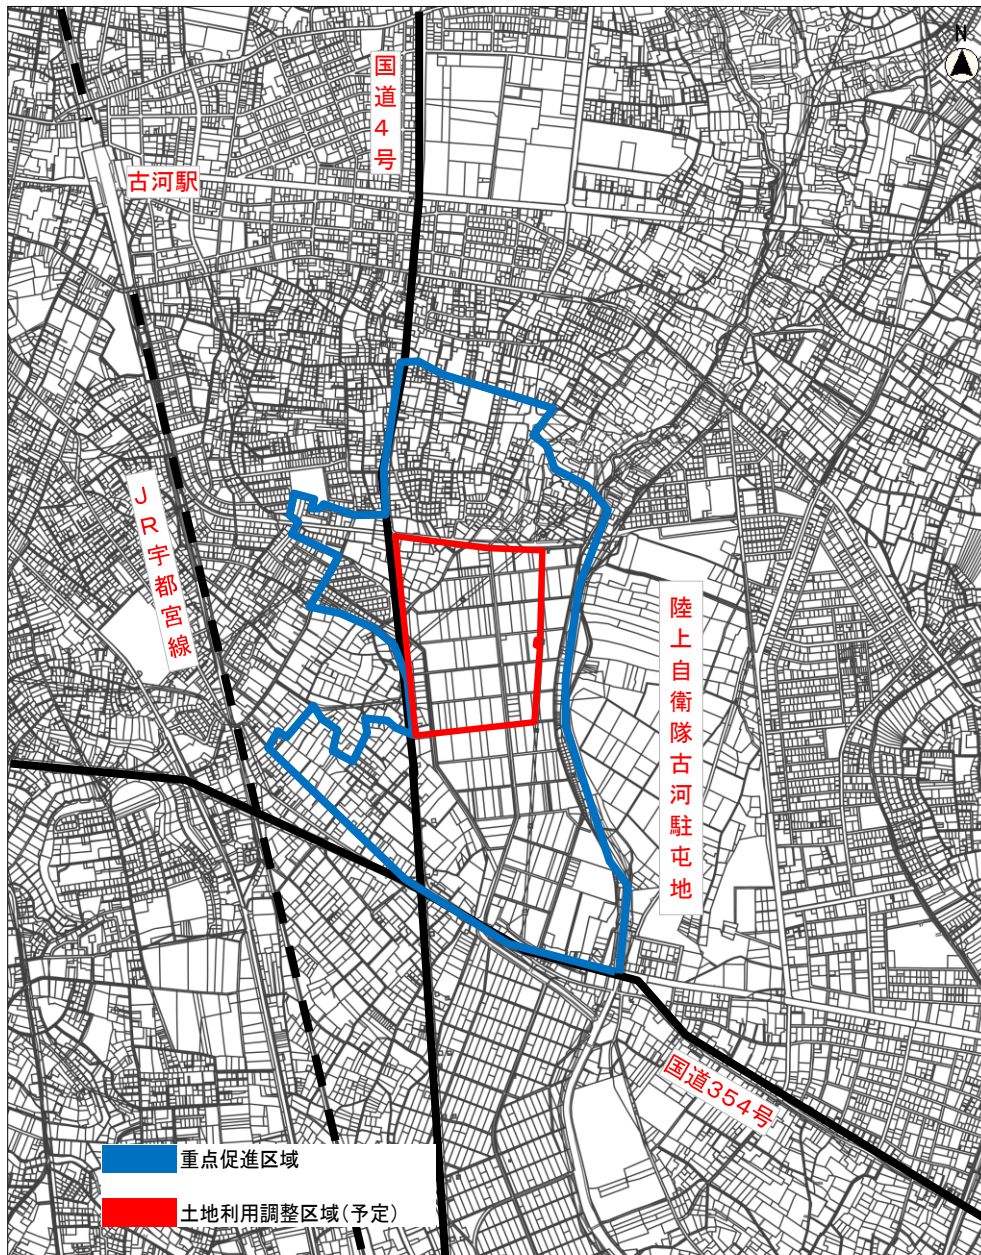 N
国道4号
古河駅
JR宇都宮線
陸上自衛隊古河駐屯地
国道354号
重点促進区域
土地利用調整区域(予定)